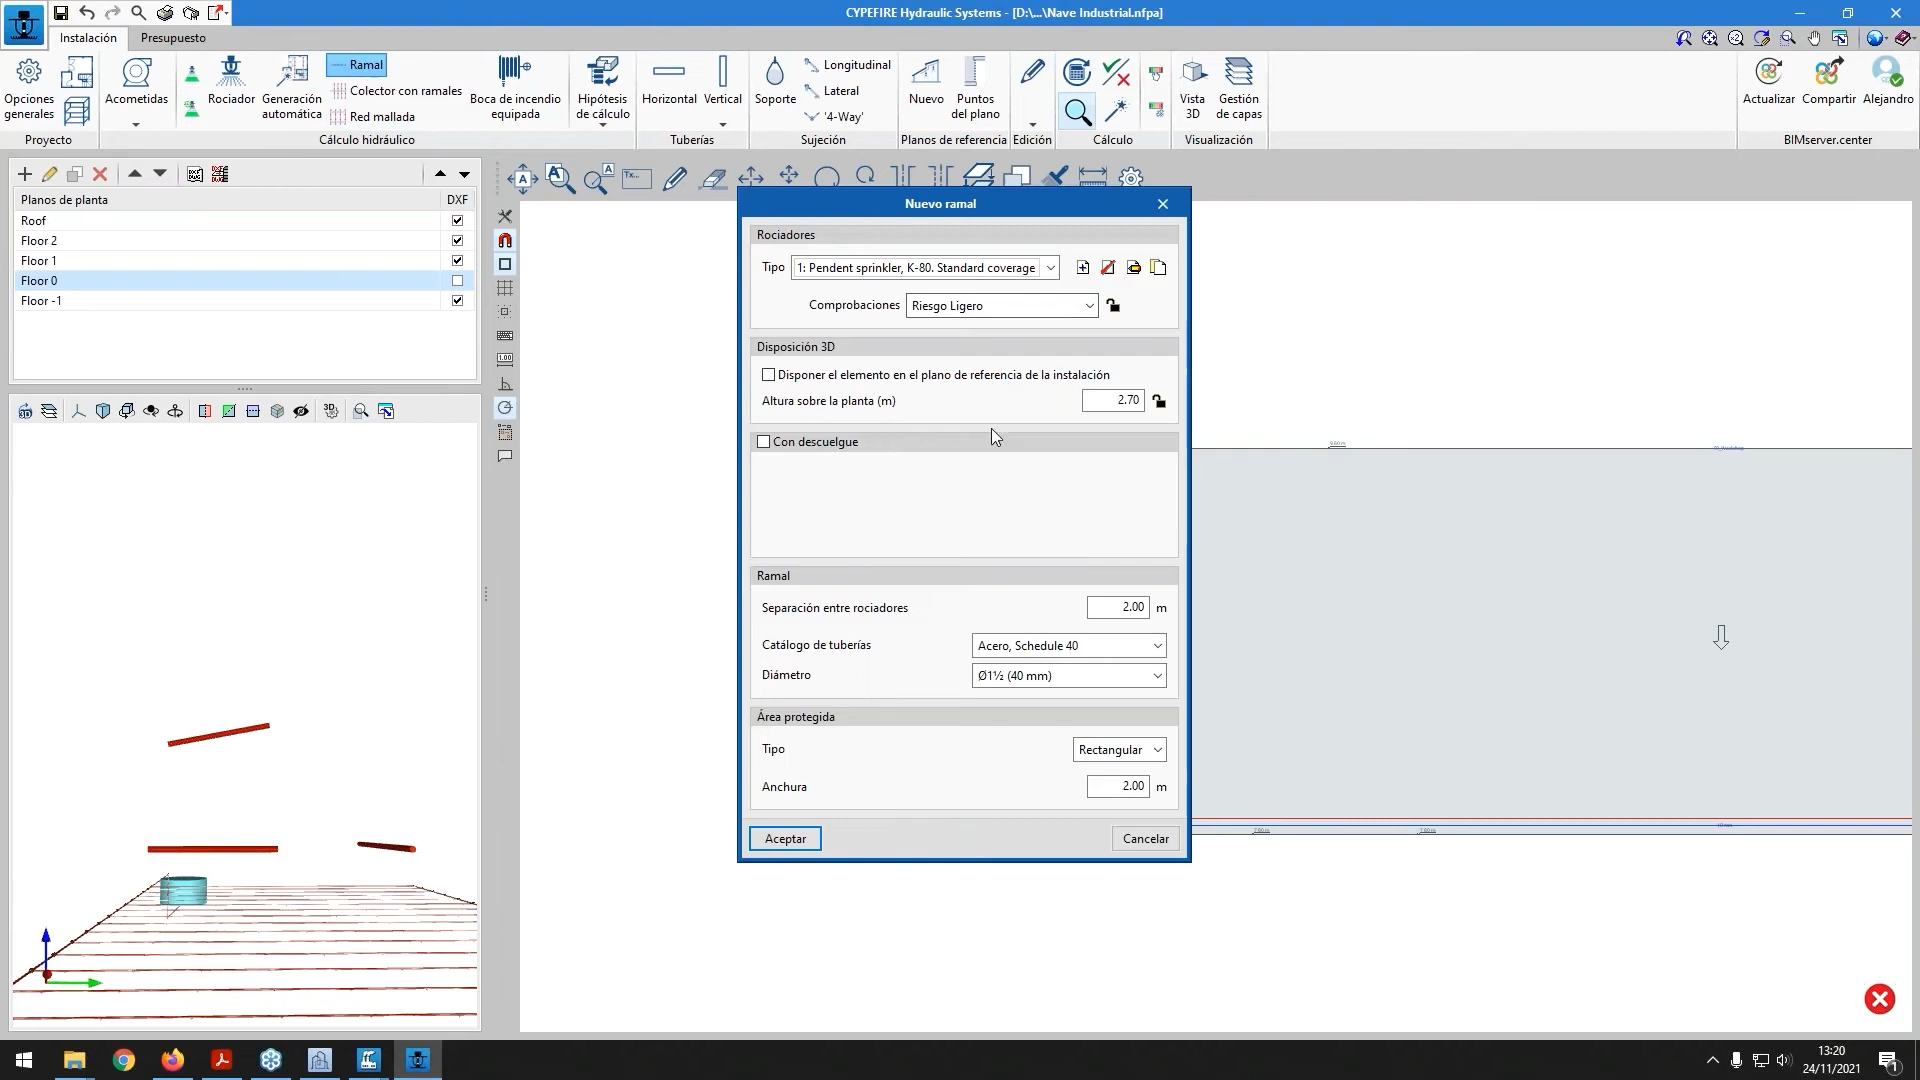 CYPEFIRE Hydraulic Systems - [D:\...\Nave Industrial.nfpa]
Instalación
Presupuesto
Opciones generales
Acometidas
Rociador
Generación automática
Ramal
Colector con ramales
Red mallada
Boca de incendio equipada
Hipótesis de cálculo
Horizontal
Vertical
Soporte
Longitudinal
Lateral
'4-Way'
Nuevo
Puntos del plano
Vista 3D
Gestión de capas
Actualizar
Compartir
Alejandro
Proyecto
Cálculo hidráulico
Tuberías
Sujeción
Planos de referencia
Edición
Cálculo
Visualización
BIMserver.center
Planos de planta
DXF
Roof
Floor 2
Floor 1
Floor 0
Floor -1
Nuevo ramal
Rociadores
Tipo
1: Pendent sprinkler, K-80. Standard coverage
Comprobaciones
Riesgo Ligero
Disposición 3D
Disponer el elemento en el plano de referencia de la instalación
Altura sobre la planta (m)
2.70
Con descuelgue
Ramal
Separación entre rociadores
2.00
m
Catálogo de tuberías
Acero, Schedule 40
Diámetro
Ø1½ (40 mm)
Área protegida
Tipo
Rectangular
Anchura
2.00
m
Aceptar
Cancelar
13:20
24/11/2021